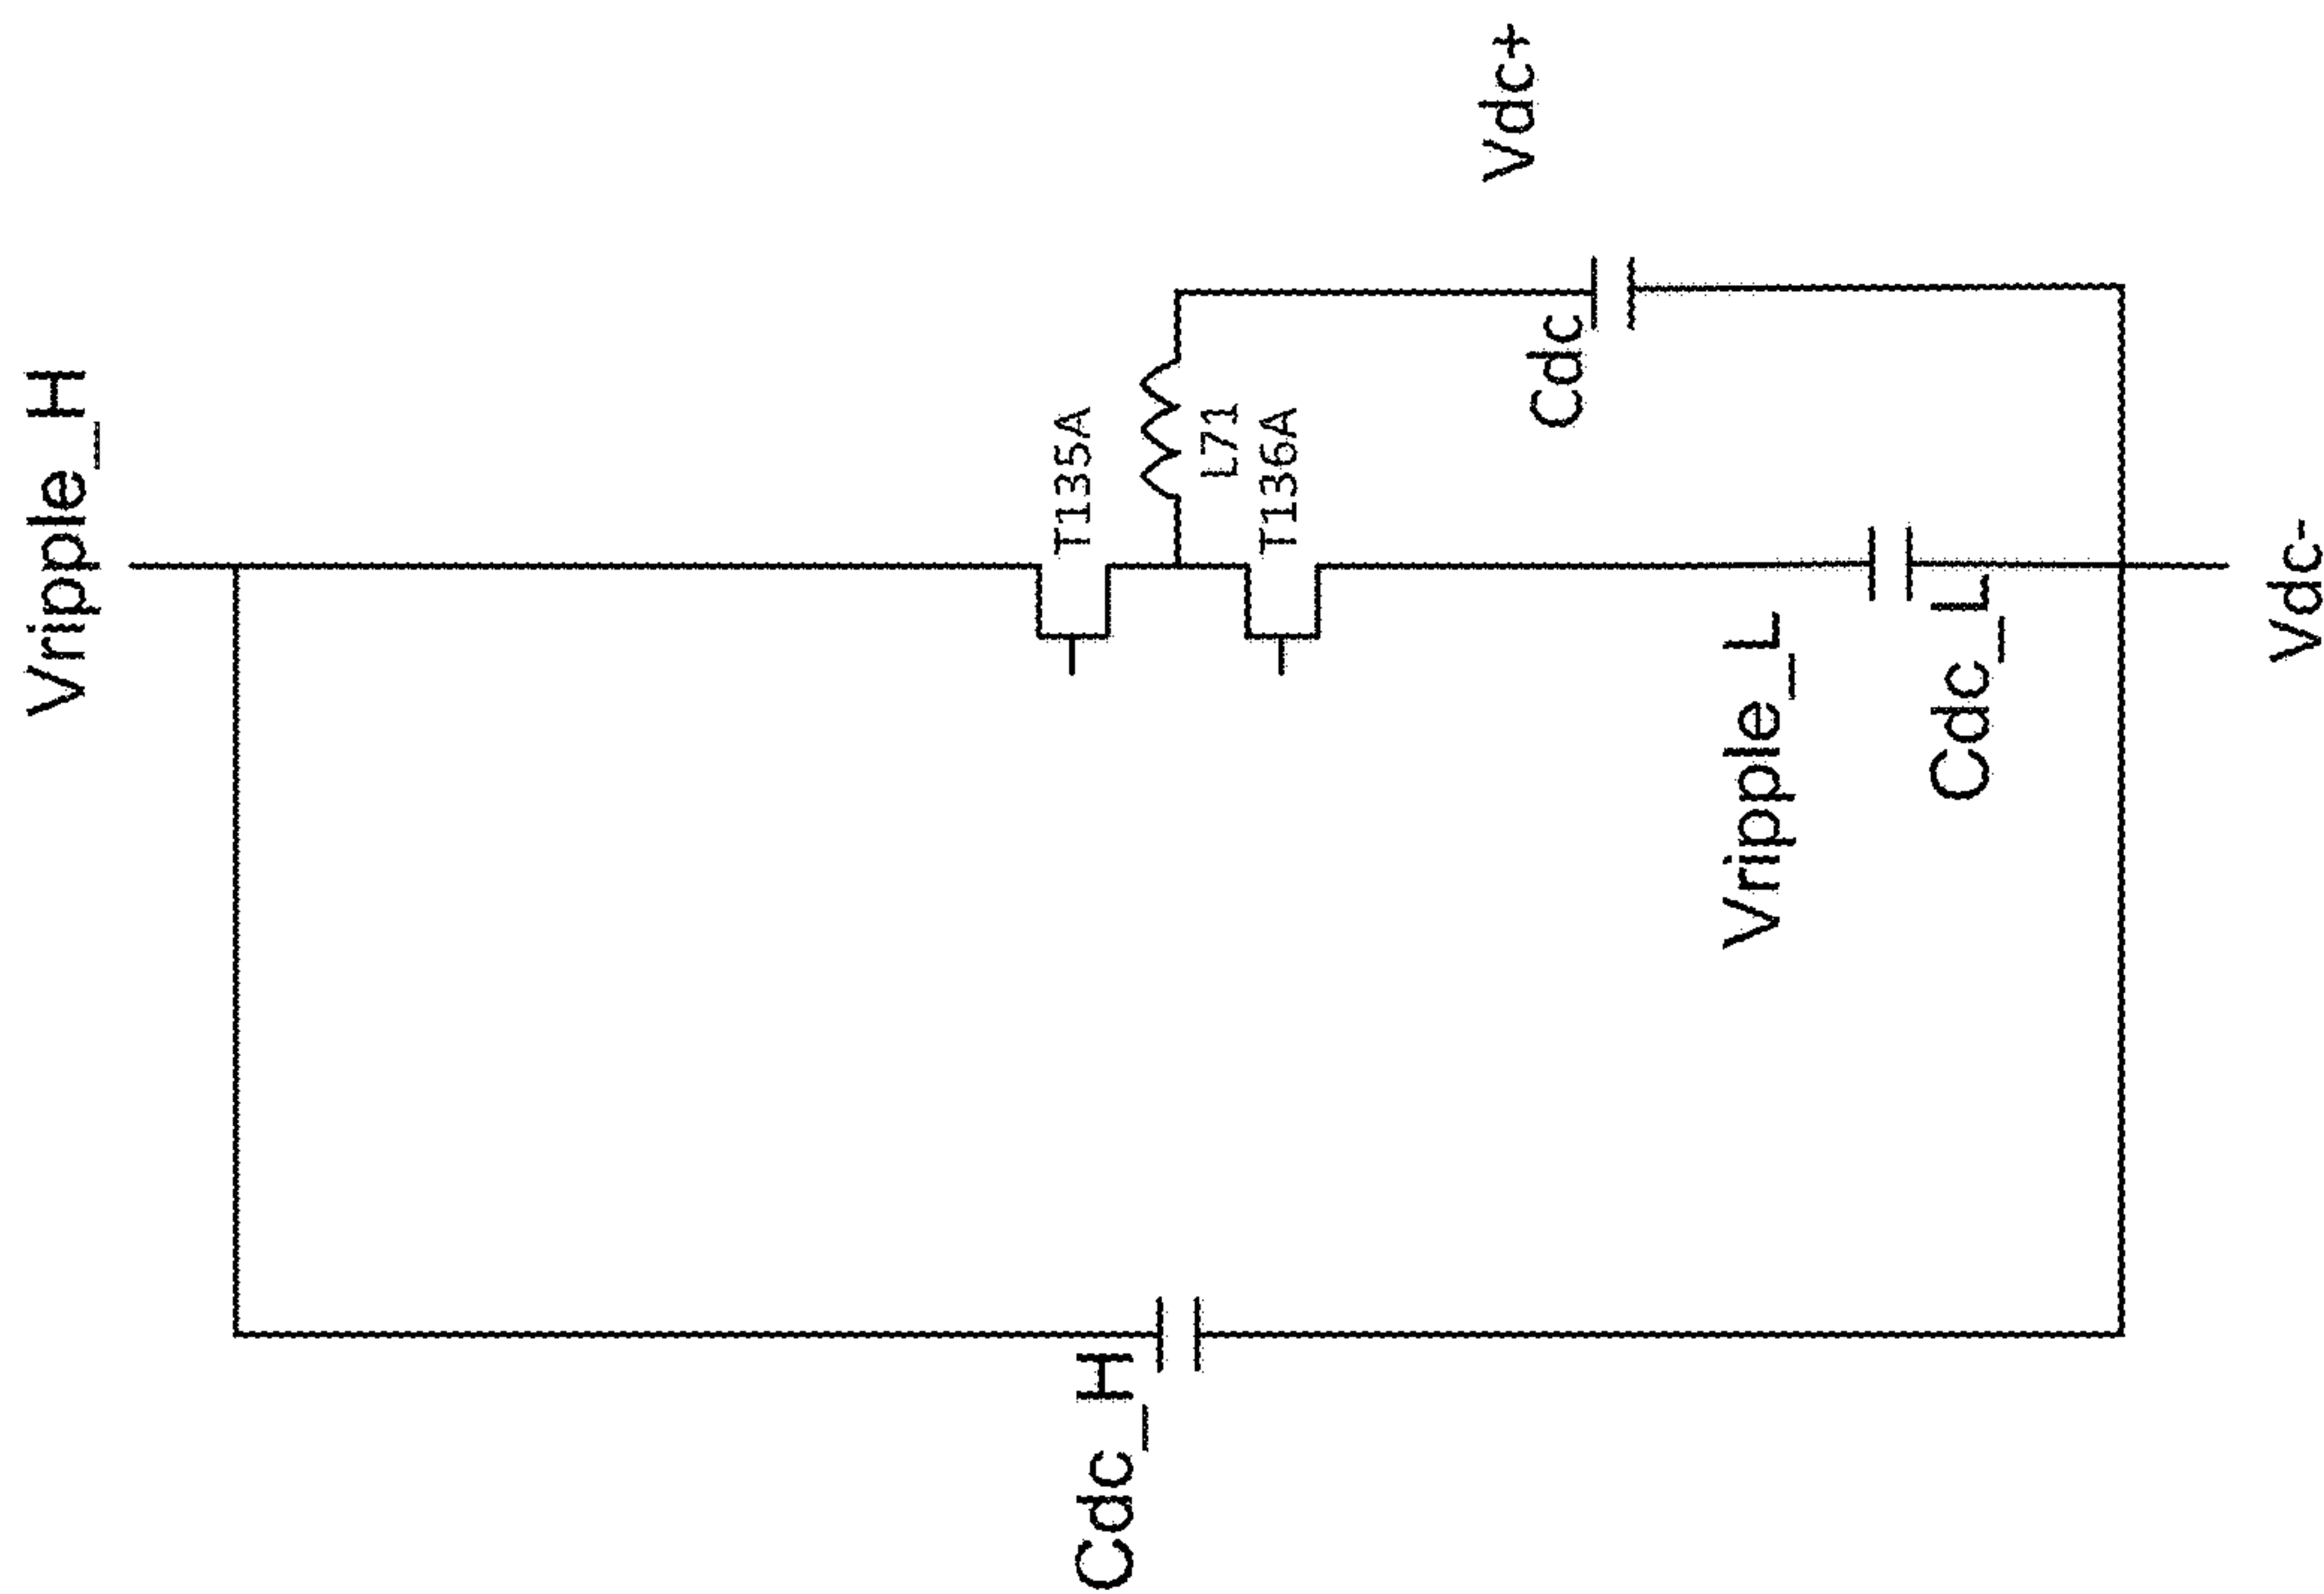 Vripple_H
Vdc+
T135A
L71
T136A
Cdc
Cdc_H
Vripple_L
Cdc_L
Vdc-